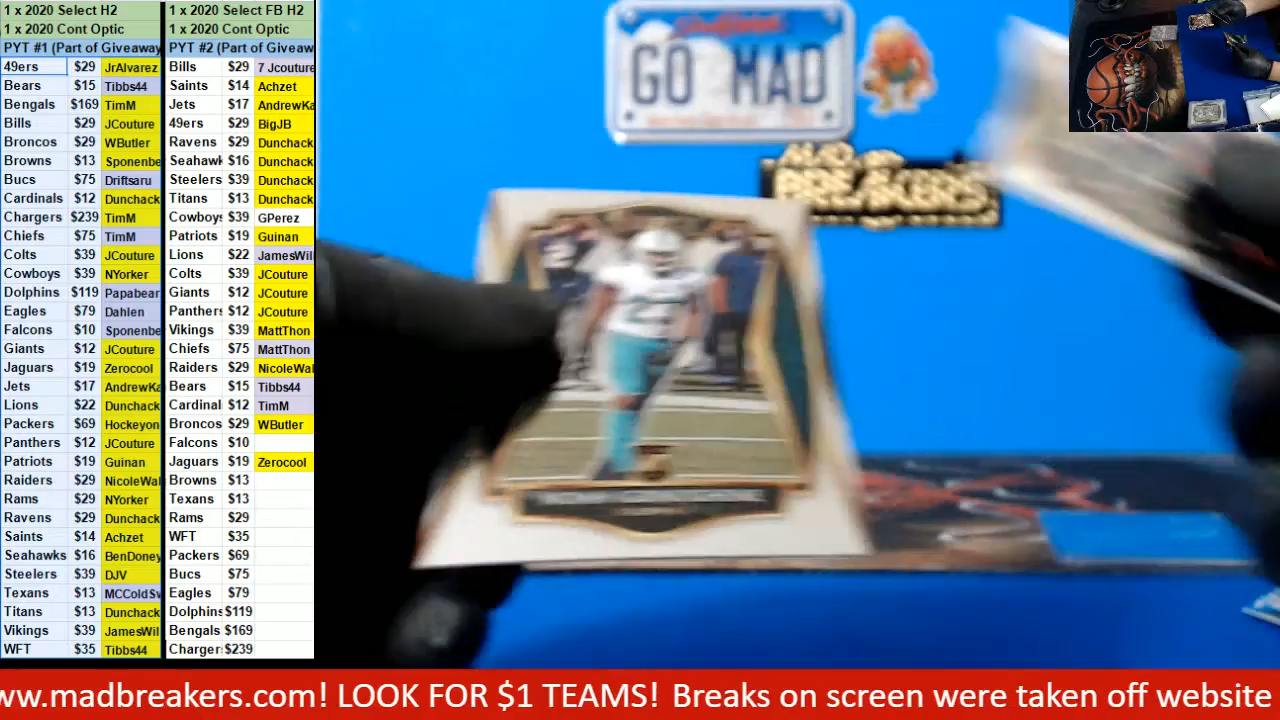 1 x 2020 Select H2
1 x 2020 Cont Optic
PYT #1 (Part of Giveaway
49ers $29 JrAlvarez
Bears $15 Tibbs44
Bengals $169 TimM
Bills $29 JCouture
Broncos $29 WButler
Browns $13 Sponenbe
Bucs $75 Driftsaru
Cardinals $12 Dunchack
Chargers $239 TimM
Chiefs $75 TimM
Colts $39 JCouture
Cowboys $39 NYorker
Dolphins $119 Papabear
Eagles $79 Dahlen
Falcons $10 Sponenbe
Giants $12 JCouture
Jaguars $19 Zerocool
Jets $17 AndrewKa
Lions $22 Dunchack
Packers $69 Hockeyon
Panthers $12 JCouture
Patriots $19 Guinan
Raiders $29 NicoleWal
Rams $29 NYorker
Ravens $29 Dunchack
Saints $14 Achzet
Seahawks $16 BenDoney
Steelers $39 DJV
Texans $13 MCColdSw
Titans $13 Dunchack
Vikings $39 JamesWil
WFT $35 Tibbs44
1 x 2020 Select FB H2
1 x 2020 Cont Optic
PYT #2 (Part of Giveaw
Bills $29 7 Jcouture
Saints $14 Achzet
Jets $17 AndrewKa
49ers $29 BigJB
Ravens $29 Dunchack
Seahawk $16 Dunchack
Steelers $39 Dunchack
Titans $13 Dunchack
Cowboys $39 GPerez
Patriots $19 Guinan
Lions $22 JamesWil
Colts $39 JCouture
Giants $12 JCouture
Panthers $12 JCouture
Vikings $39 MattThon
Chiefs $75 MattThon
Raiders $29 NicoleWal
Bears $15 Tibbs44
Cardinal $12 TimM
Broncos $29 WButler
Falcons $10
Jaguars $19 Zerocool
Browns $13
Texans $13
Rams $29
WFT $35
Packers $69
Bucs $75
Eagles $79
Dolphins $119
Bengals $169
Charger $239
GO MAD
BREAKERS
ww.madbreakers.com! LOOK FOR $1 TEAMS! Breaks on screen were taken off website